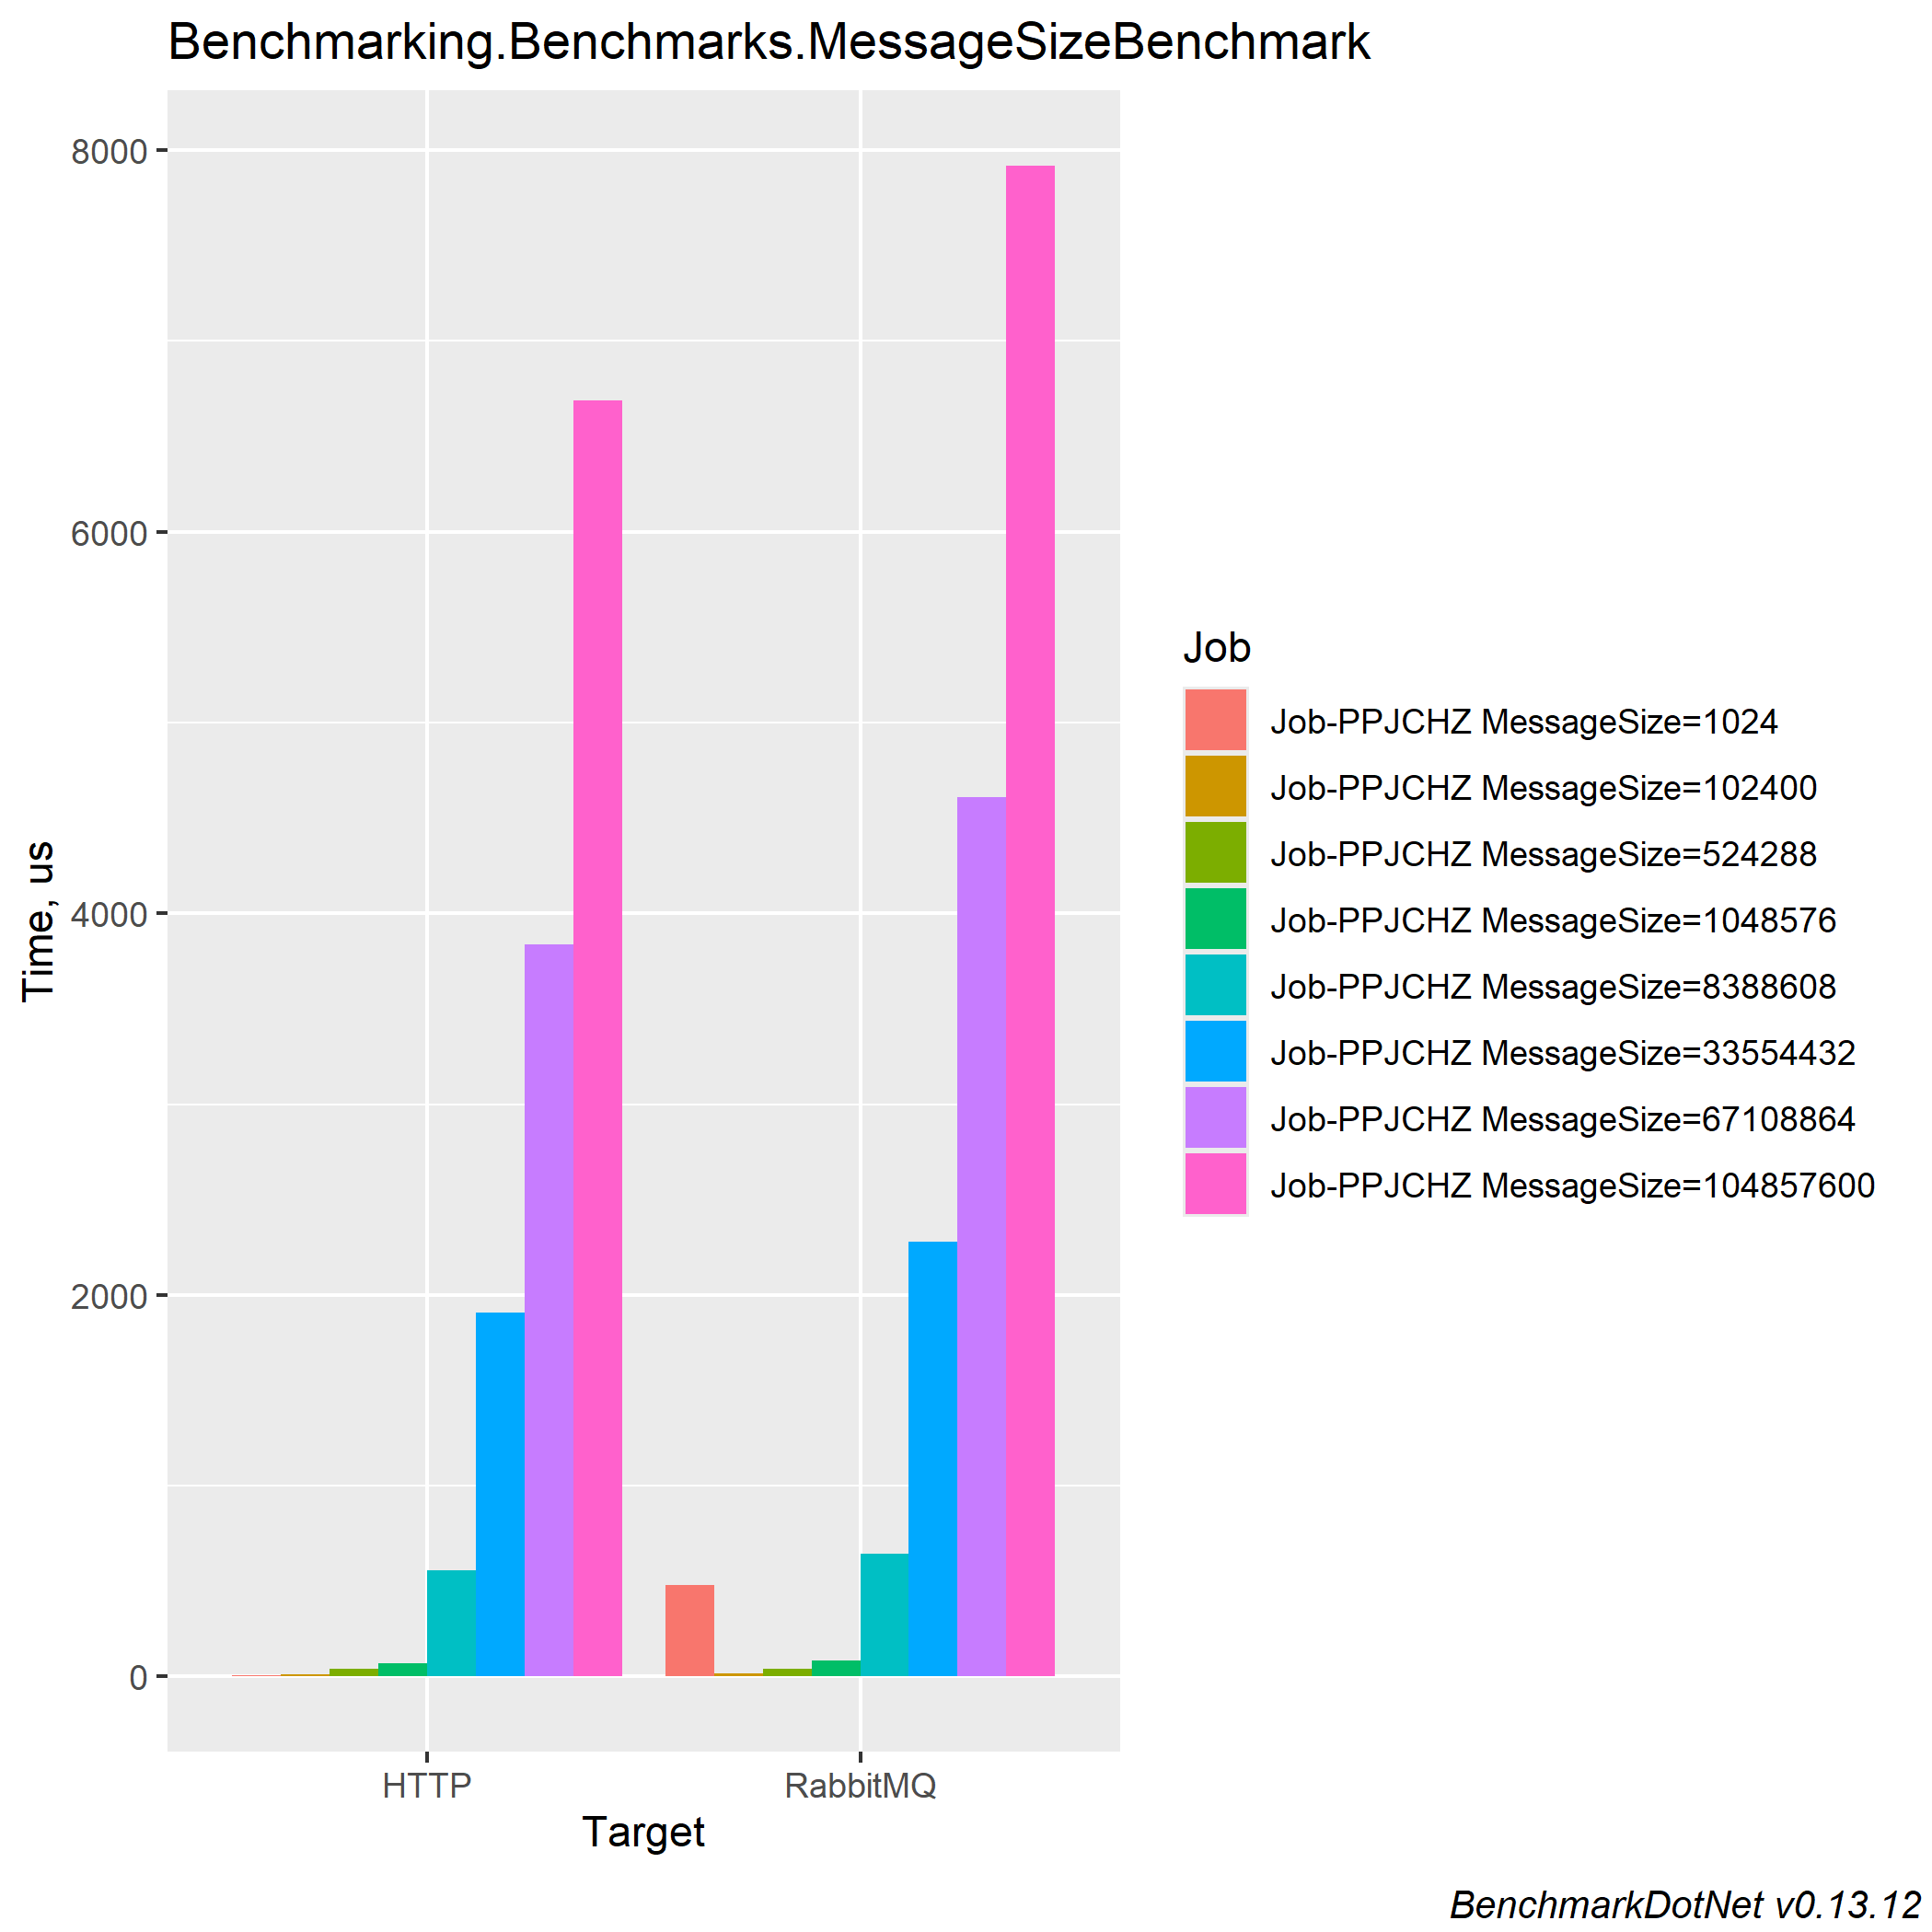 Benchmarking.Benchmarks.MessageSizeBenchmark
8000
6000
4000
2000
0
Time, us
HTTP
RabbitMQ
Target
Job
Job-PPJCHZ MessageSize=1024
Job-PPJCHZ MessageSize=102400
Job-PPJCHZ MessageSize=524288
Job-PPJCHZ MessageSize=1048576
Job-PPJCHZ MessageSize=8388608
Job-PPJCHZ MessageSize=33554432
Job-PPJCHZ MessageSize=67108864
Job-PPJCHZ MessageSize=104857600
BenchmarkDotNet v0.13.12